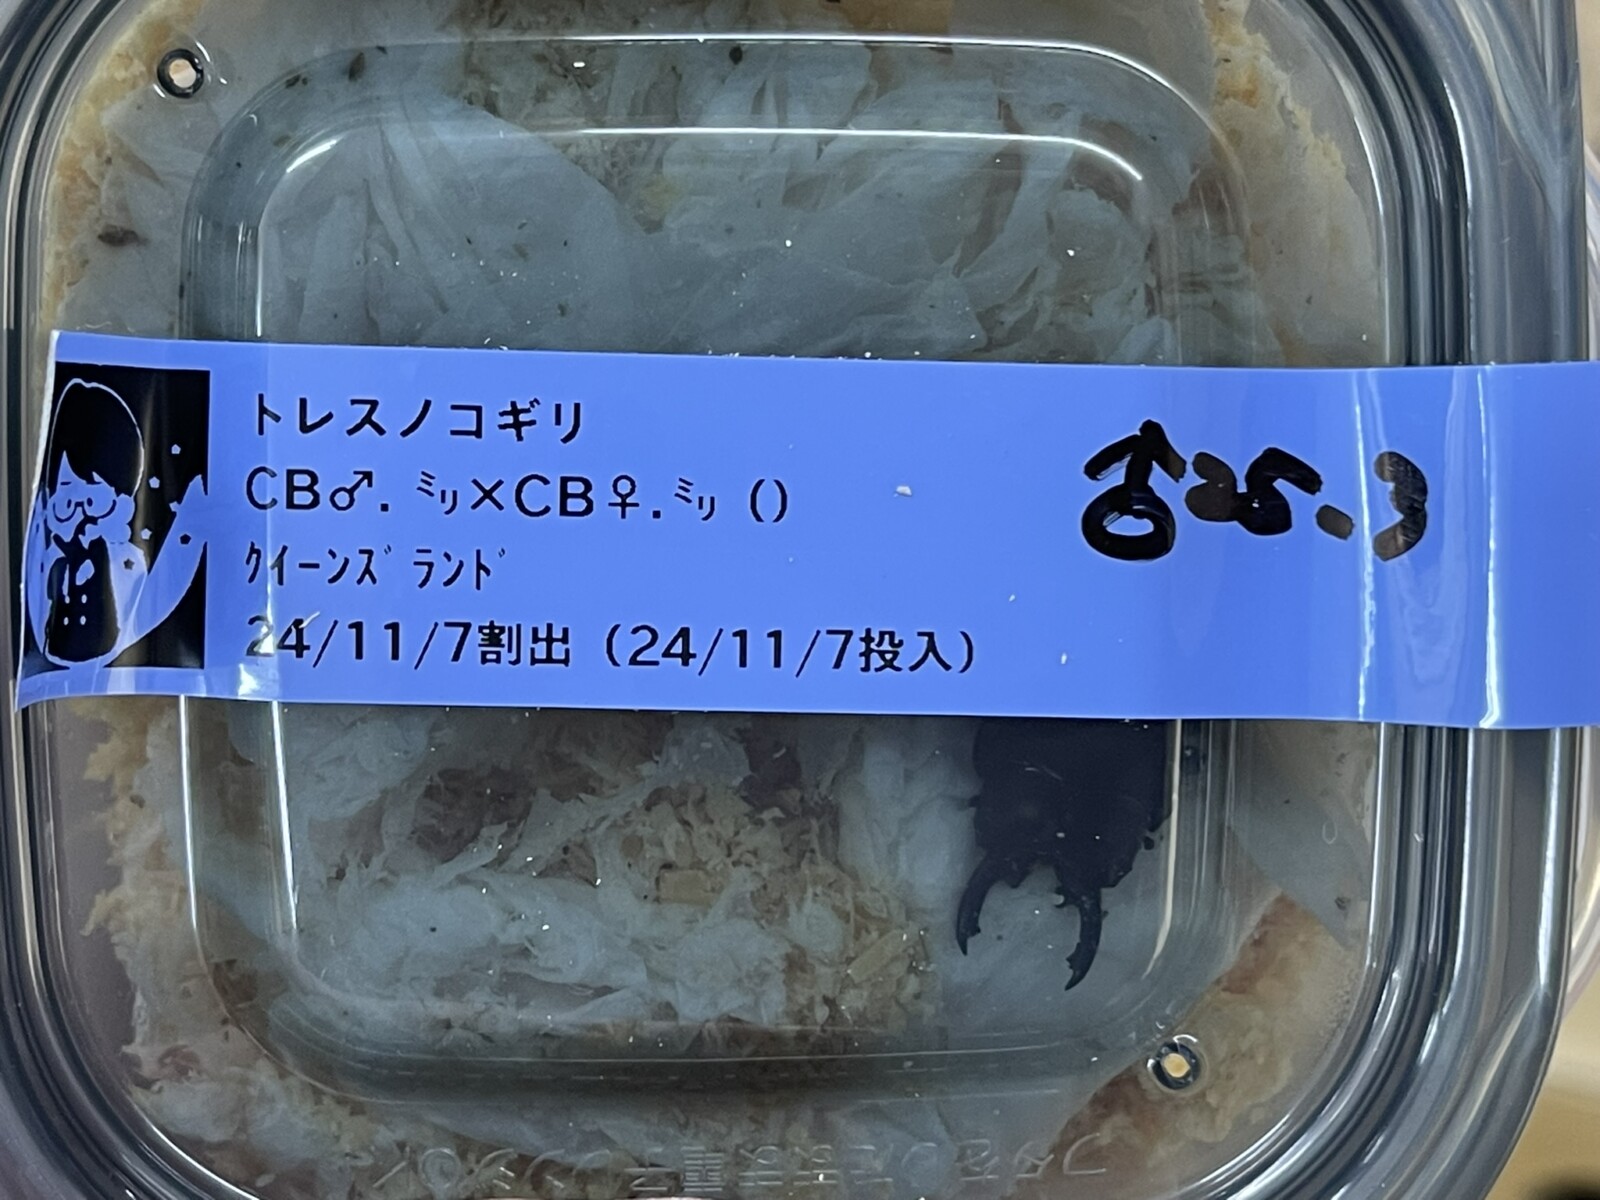 トレスノコギリ
CB♂. ﾐﾘ×CB♀. ﾐﾘ ()
ｸｲｰﾝｽﾞﾗﾝﾄﾞ
24/11/7割出（24/11/7投入）
♂25.3